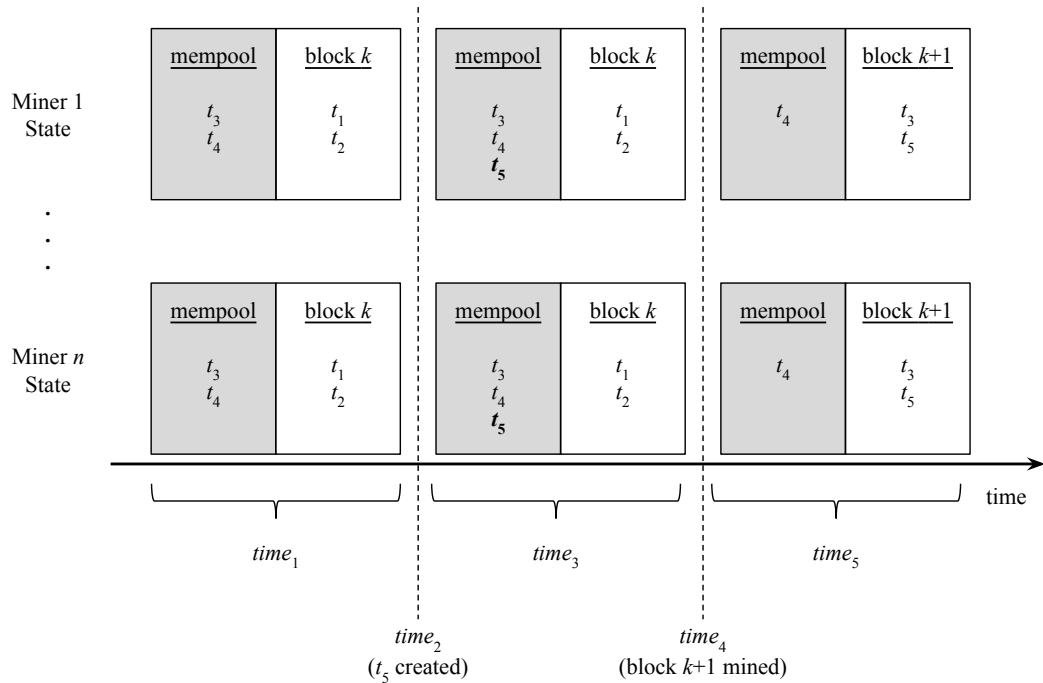 mempool block k mempool block k mempool block k+1
Miner 1
State
t₃ t₁ t₃ t₁ t₄ t₃
t₄ t₂ t₄ t₂ t₅
t₅
.
.
.
mempool block k mempool block k mempool block k+1
Miner n
State
t₃ t₁ t₃ t₁ t₄ t₃
t₄ t₂ t₄ t₂ t₅
t₅
time
time₁ time₃ time₅
time₂ time₄
(t₅ created) (block k+1 mined)